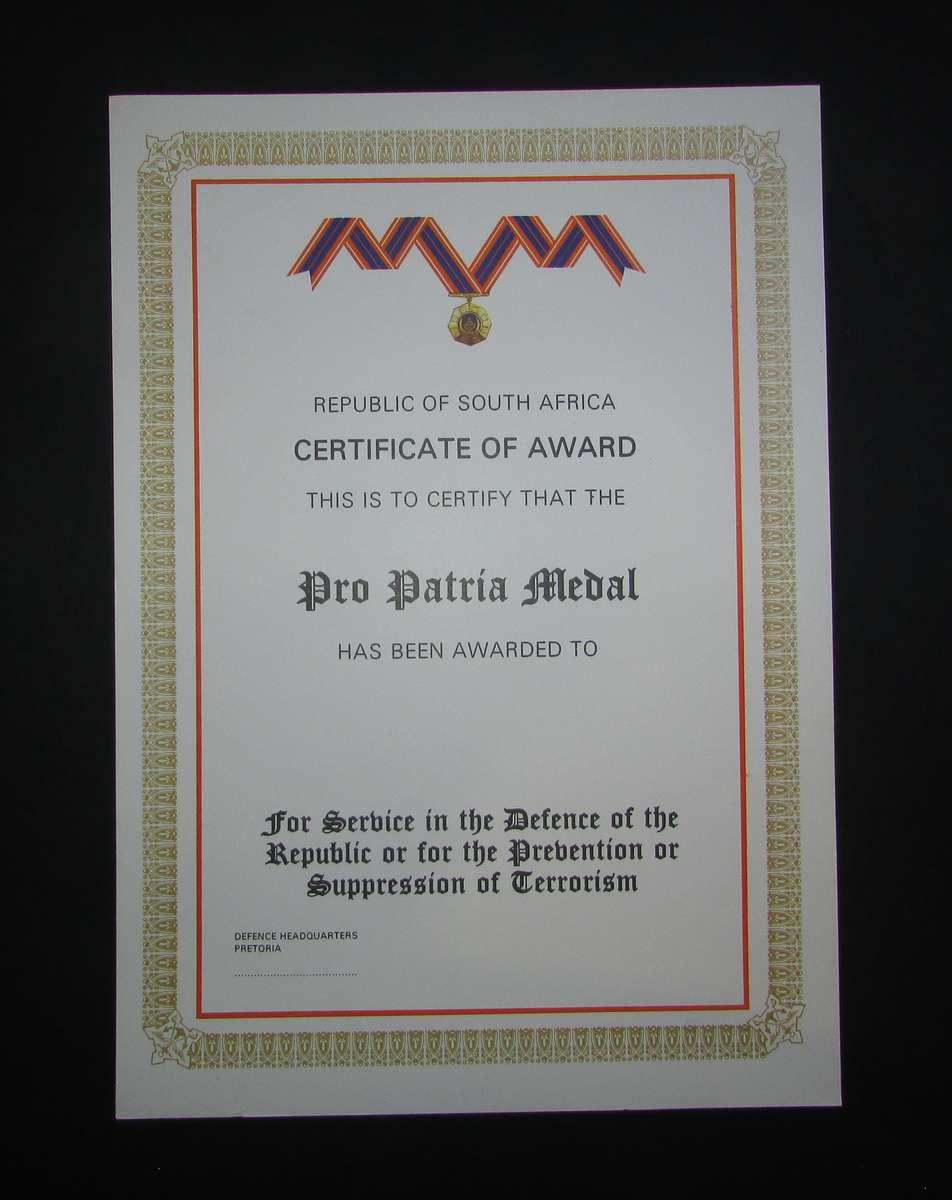 REPUBLIC OF SOUTH AFRICA
CERTIFICATE OF AWARD
THIS IS TO CERTIFY THAT THE
Pro Patria Medal
HAS BEEN AWARDED TO
For Service in the Defence of the
Republic or for the Prevention or
Suppression of Terrorism
DEFENCE HEADQUARTERS
PRETORIA